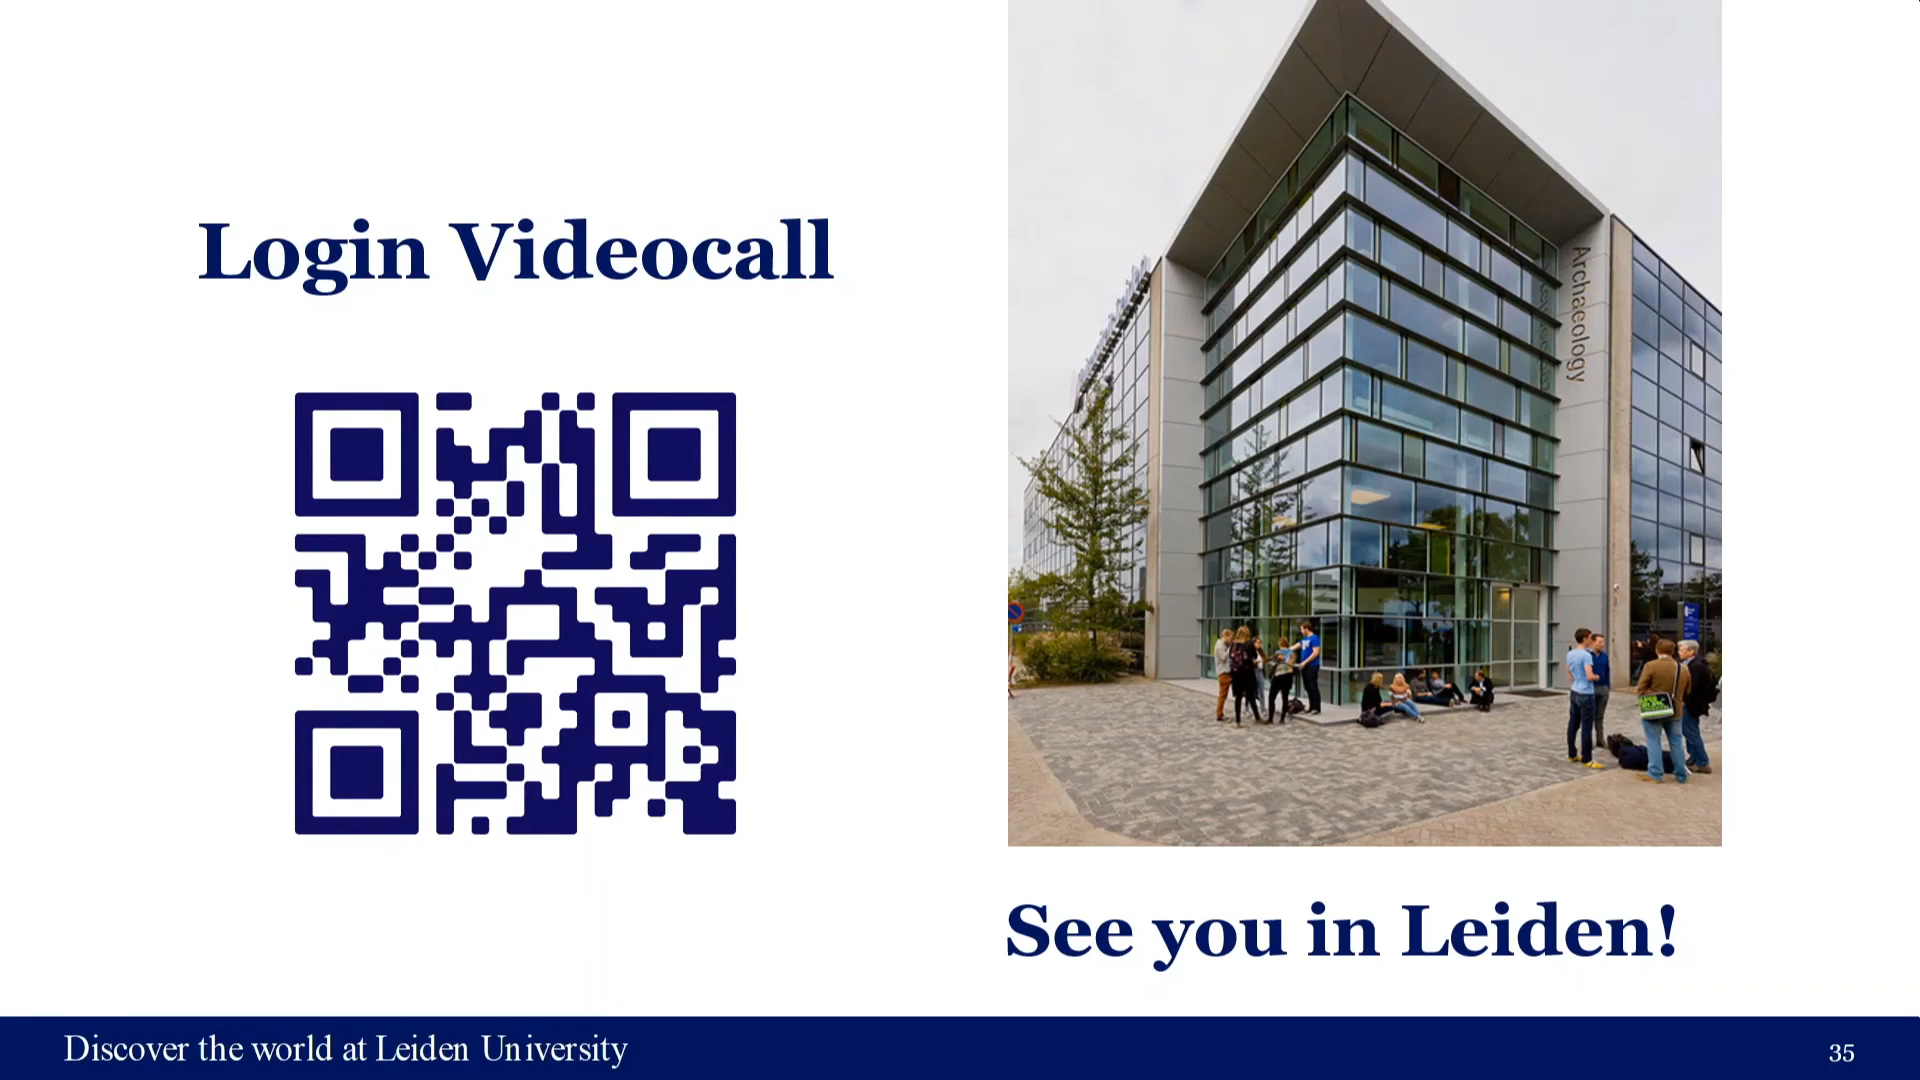 Login Videocall
Archaeology
See you in Leiden!
Discover the world at Leiden University
35